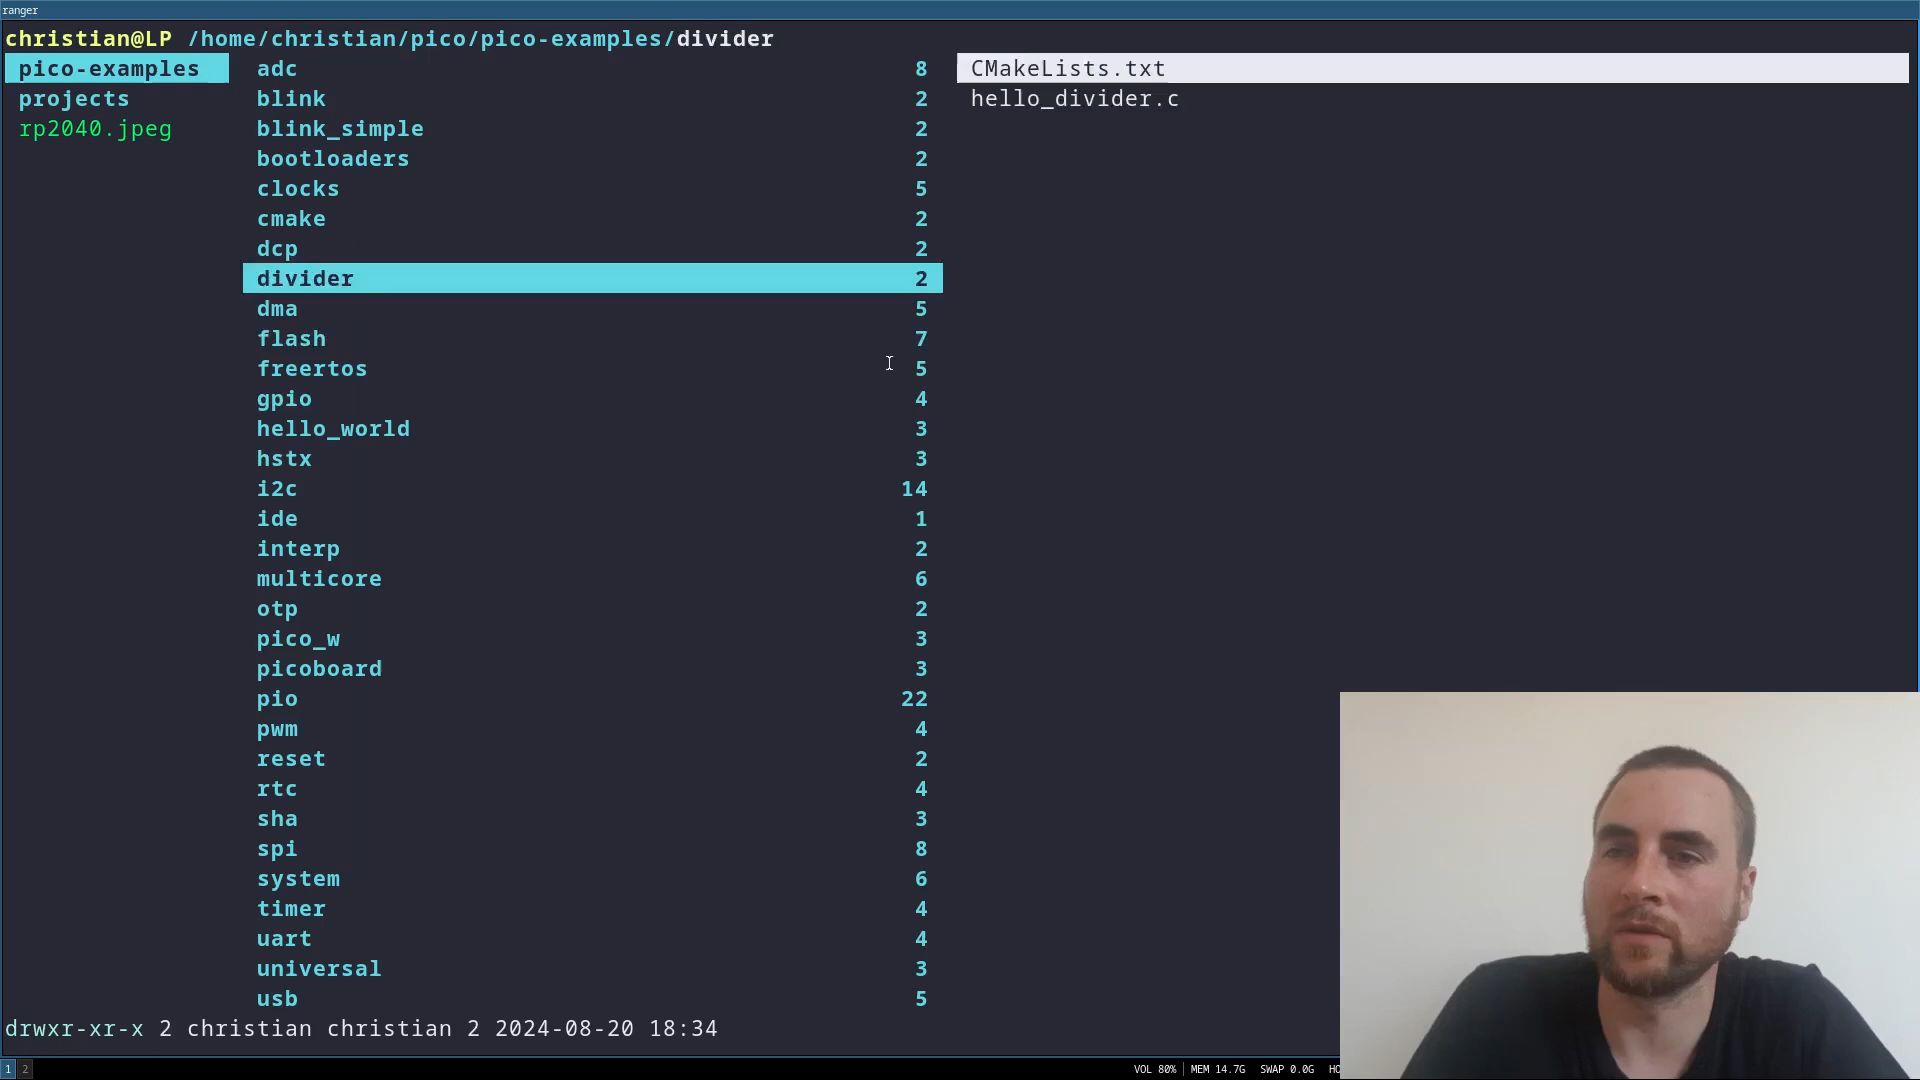 ranger
christian@LP /home/christian/pico/pico-examples/divider
pico-examples
projects
rp2040.jpeg
adc 8
blink 2
blink_simple 2
bootloaders 2
clocks 5
cmake 2
dcp 2
divider 2
dma 5
flash 7
freertos 5
gpio 4
hello_world 3
hstx 3
i2c 14
ide 1
interp 2
multicore 6
otp 2
pico_w 3
picoboard 3
pio 22
pwm 4
reset 2
rtc 4
sha 3
spi 8
system 6
timer 4
uart 4
universal 3
usb 5
CMakeLists.txt
hello_divider.c
drwxr-xr-x 2 christian christian 2 2024-08-20 18:34
1 2
VOL 80% MEM 14.7G SWAP 0.0G